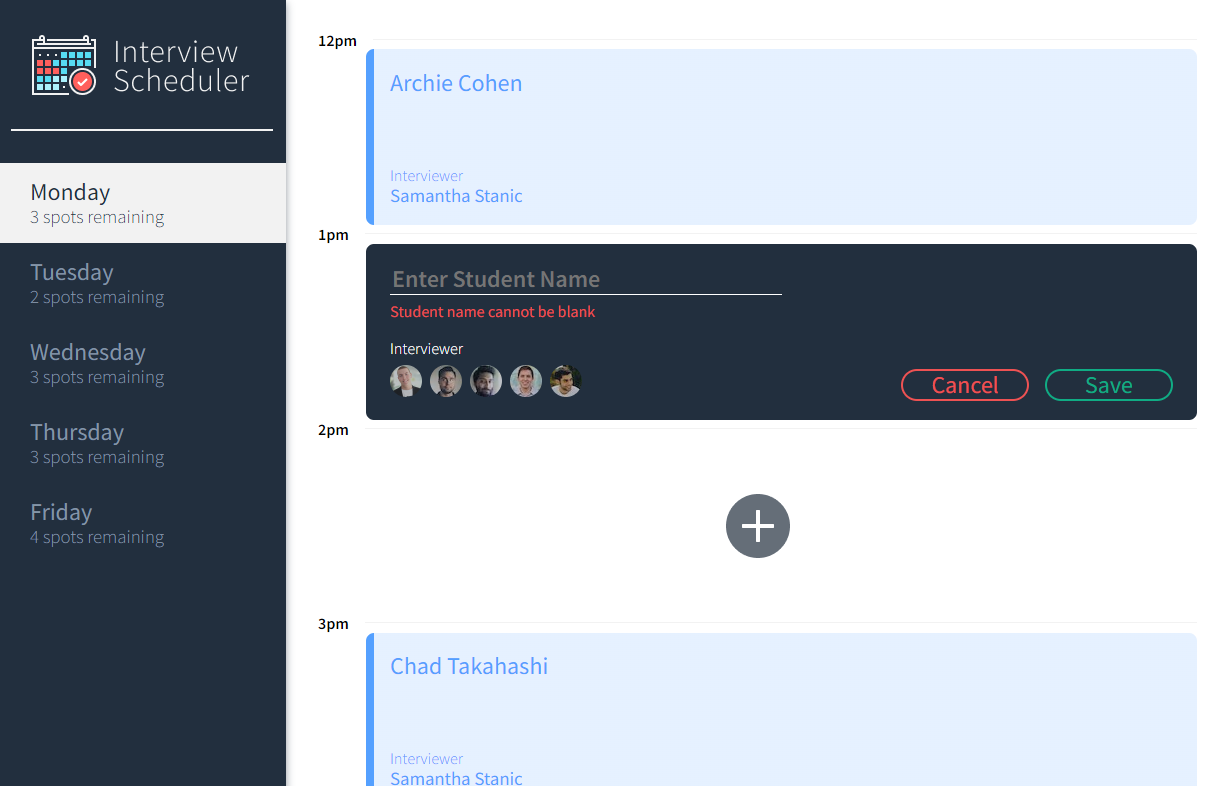 Interview
Scheduler
Monday
3 spots remaining
Tuesday
2 spots remaining
Wednesday
3 spots remaining
Thursday
3 spots remaining
Friday
4 spots remaining
12pm
Archie Cohen
Interviewer
Samantha Stanic
1pm
Enter Student Name
Student name cannot be blank
Interviewer
Cancel
Save
2pm
3pm
Chad Takahashi
Interviewer
Samantha Stanic